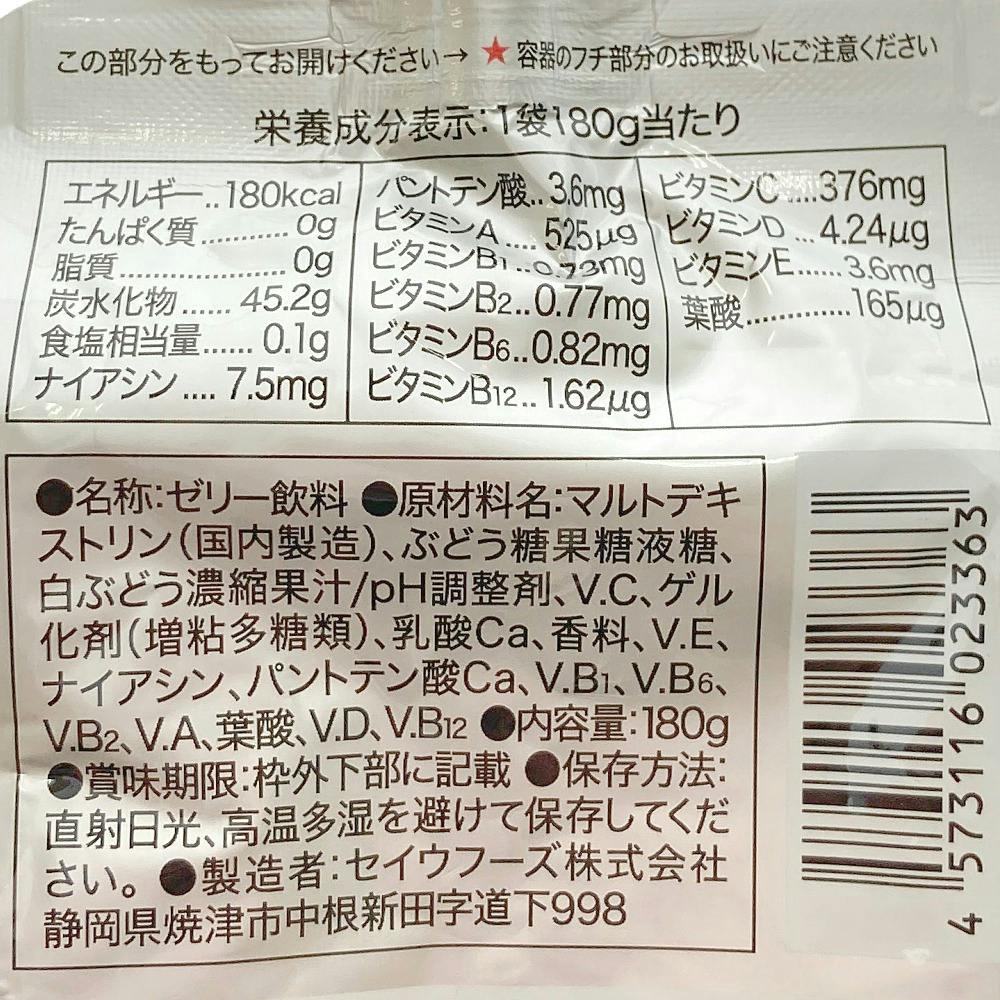 この部分をもってお開けください→ ★ 容器のフチ部分のお取扱いにご注意ください
栄養成分表示:1袋180g当たり
エネルギー..180kcal
たんぱく質............ 0g
脂質..................... 0g
炭水化物....... 45.2g
食塩相当量...... 0.1g
ナイアシン .... 7.5mg
パントテン酸.. 3.6mg
ビタミンA .... 525μg
ビタミンB1 ..0.73mg
ビタミンB2..0.77mg
ビタミンB6..0.82mg
ビタミンB12.. 1.62μg
ビタミンC ....376mg
ビタミンD ... 4.24μg
ビタミンE...... 3.6mg
葉酸.............. 165μg
●名称:ゼリー飲料 ●原材料名:マルトデキ
ストリン(国内製造)、ぶどう糖果糖液糖、
白ぶどう濃縮果汁/pH調整剤、V.C、ゲル
化剤(増粘多糖類)、乳酸Ca、香料、V.E、
ナイアシン、パントテン酸Ca、V.B1、V.B6、
V.B2、V.A、葉酸、V.D、V.B12 ●内容量:180g
●賞味期限:枠外下部に記載 ●保存方法:
直射日光、高温多湿を避けて保存してくだ
さい。 ●製造者:セイウフーズ株式会社
静岡県焼津市中根新田字道下998
4 573116 023363